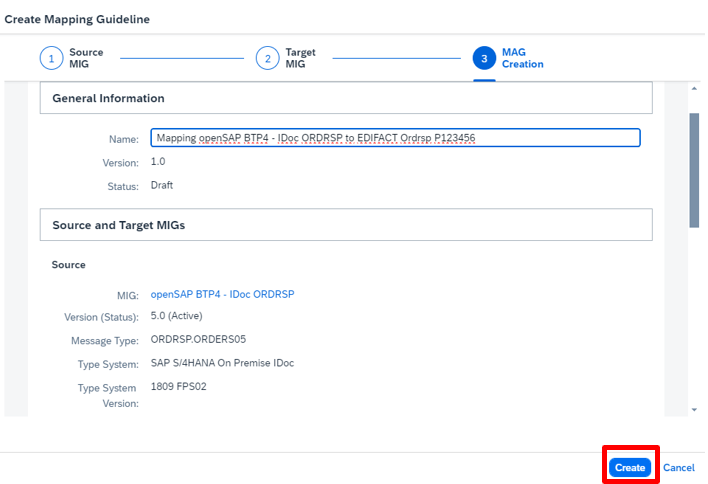 Create Mapping Guideline
1 Source MIG
2 Target MIG
3 MAG Creation
General Information
Name: Mapping openSAP BTP4 - IDoc ORDRSP to EDIFACT Ordrsp P123456
Version: 1.0
Status: Draft
Source and Target MIGs
Source
MIG: openSAP BTP4 - IDoc ORDRSP
Version (Status): 5.0 (Active)
Message Type: ORDRSP.ORDERS05
Type System: SAP S/4HANA On Premise IDoc
Type System Version: 1809 FPS02
Create Cancel